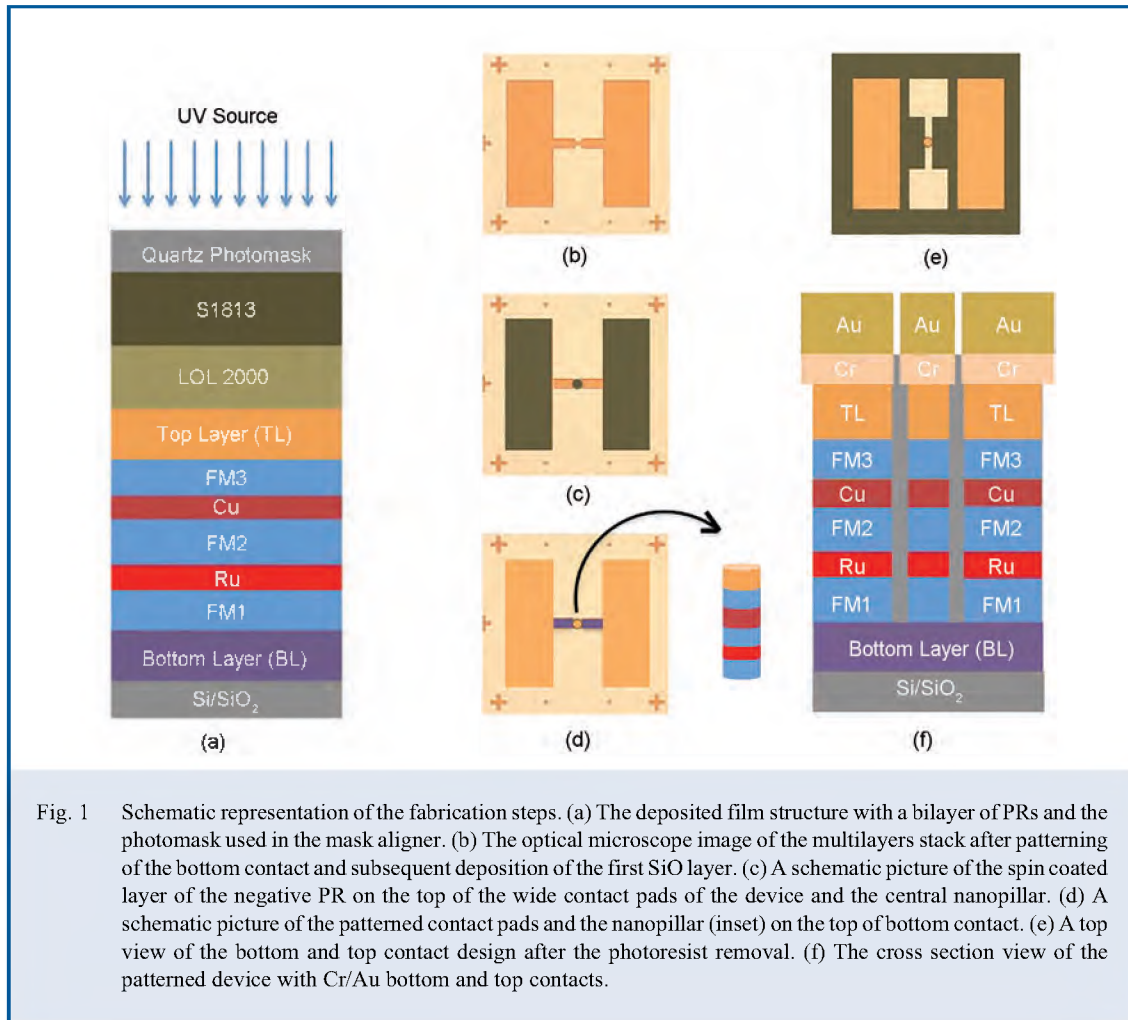 UV Source
Quartz Photomask
S1813
LOL 2000
Top Layer (TL)
FM3
Cu
FM2
Ru
FM1
Bottom Layer (BL)
Si/SiO₂
(a)
(b)
(c)
(d)
(e)
Au Au Au
Cr Cr Cr
TL TL
FM3 FM3
Cu Cu
FM2 FM2
Ru Ru
FM1 FM1
Bottom Layer (BL)
Si/SiO₂
(f)
Fig. 1 Schematic representation of the fabrication steps. (a) The deposited film structure with a bilayer of PRs and the
photomask used in the mask aligner. (b) The optical microscope image of the multilayers stack after patterning
of the bottom contact and subsequent deposition of the first SiO layer. (c) A schematic picture of the spin coated
layer of the negative PR on the top of the wide contact pads of the device and the central nanopillar. (d) A
schematic picture of the patterned contact pads and the nanopillar (inset) on the top of bottom contact. (e) A top
view of the bottom and top contact design after the photoresist removal. (f) The cross section view of the
patterned device with Cr/Au bottom and top contacts.